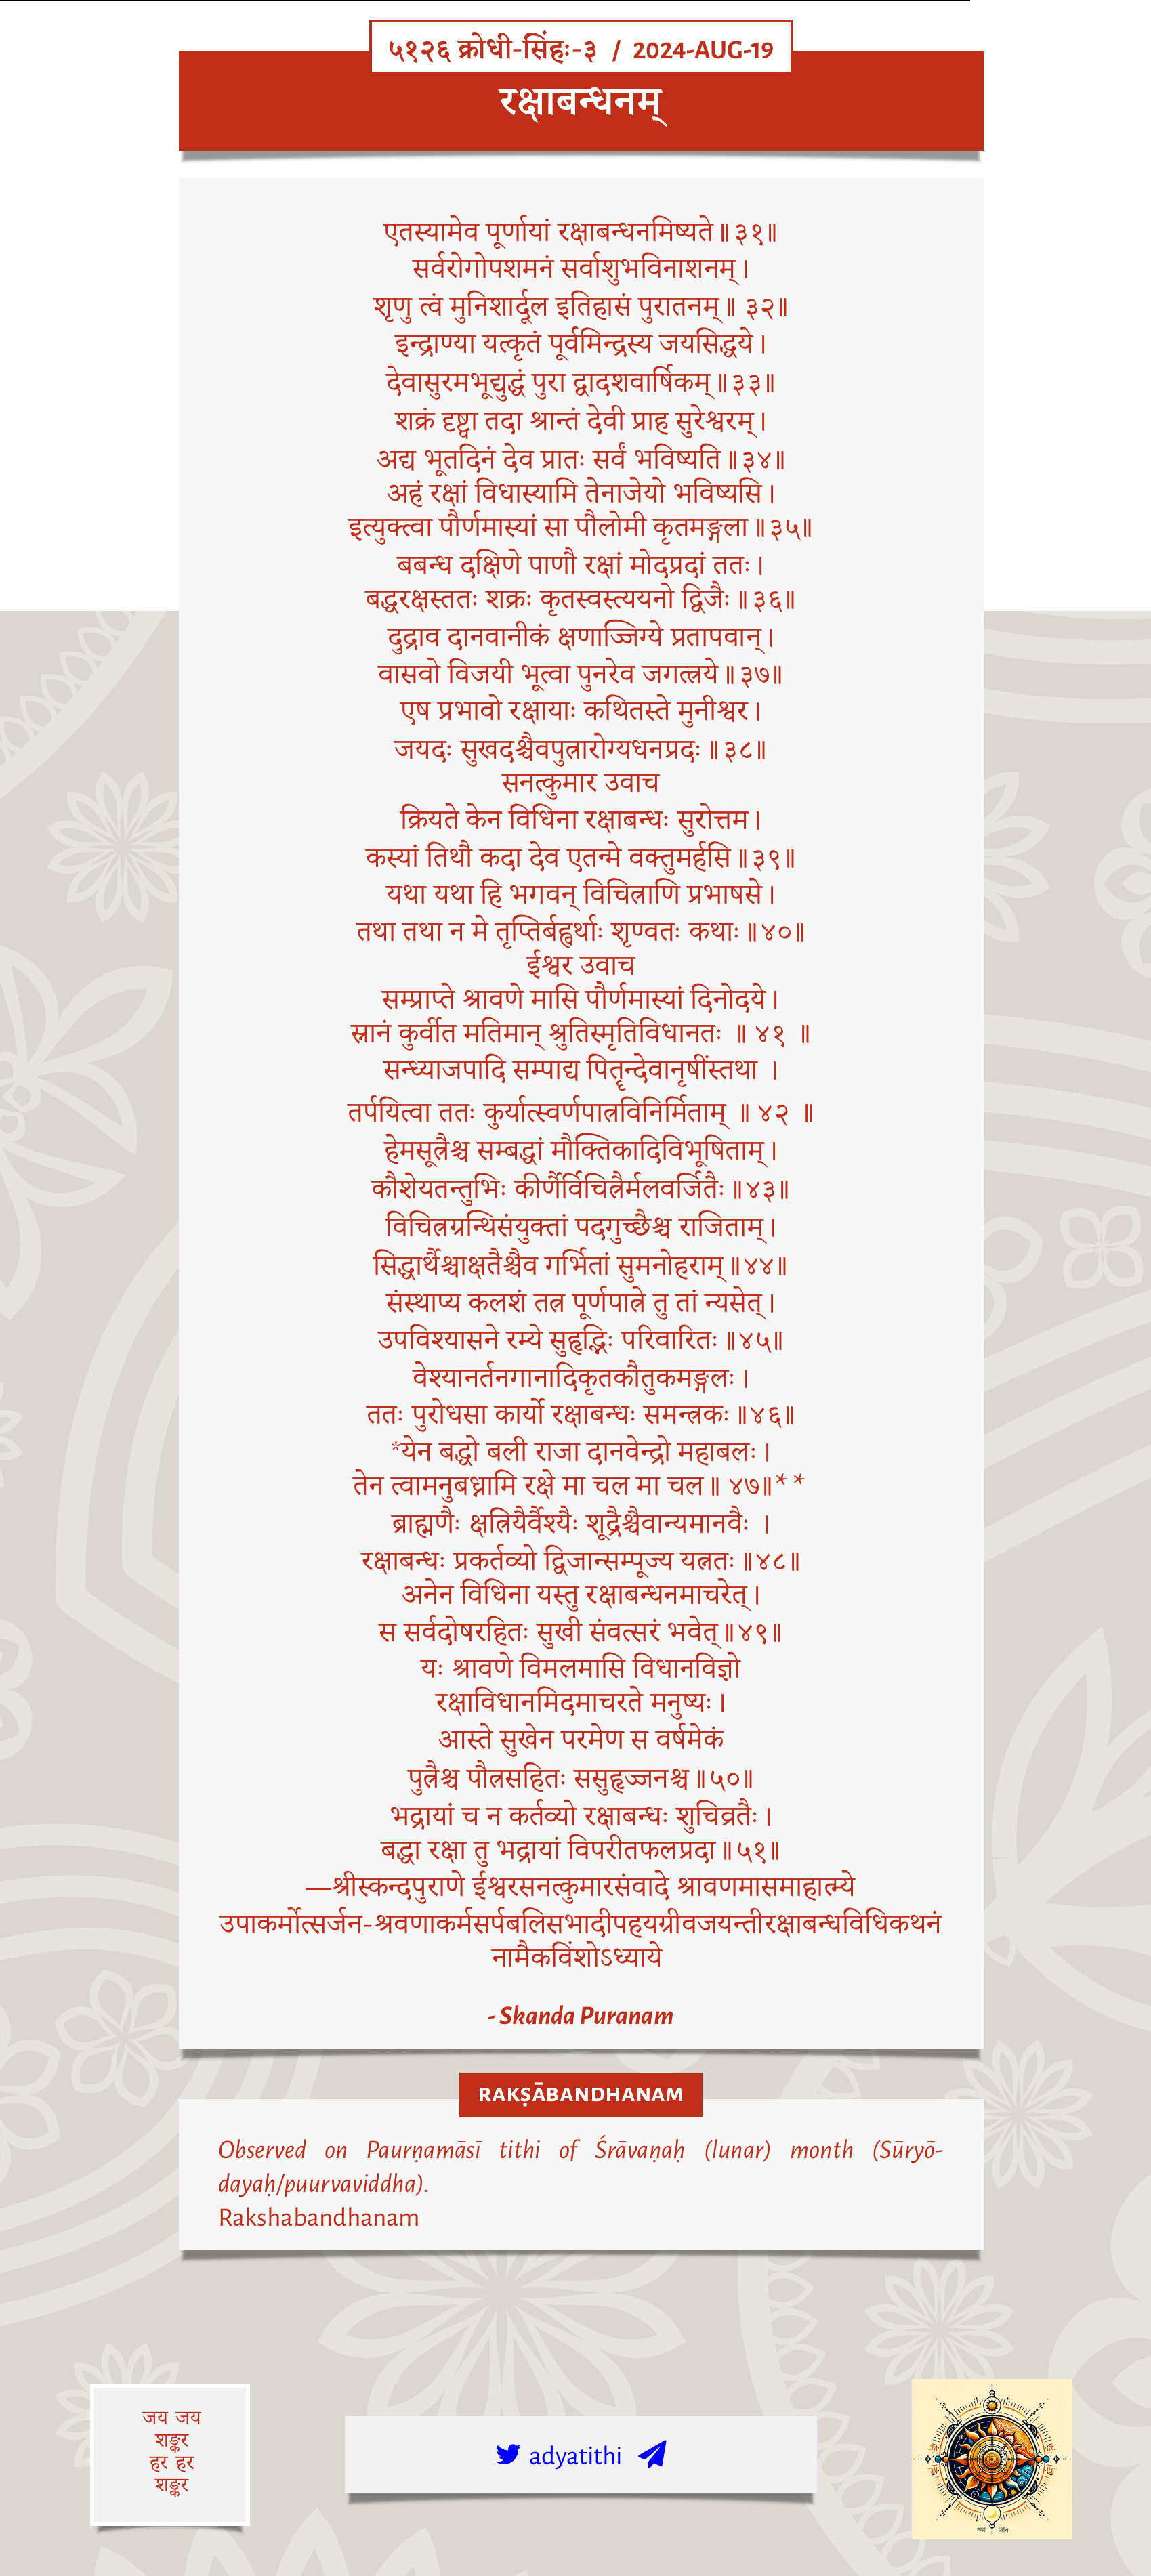 ५१२६ क्रोधी-सिंहः-३ / 2024-AUG-19
रक्षाबन्धनम्
एतस्यामेव पूर्णायां रक्षाबन्धनमिष्यते॥३१॥
सर्वरोगोपशमनं सर्वाशुभविनाशनम्।
शृणु त्वं मुनिशार्दूल इतिहासं पुरातनम्॥ ३२॥
इन्द्राण्या यत्कृतं पूर्वमिन्द्रस्य जयसिद्धये।
देवासुरमभूद्युद्धं पुरा द्वादशवार्षिकम्॥३३॥
शक्रं दृष्ट्वा तदा श्रान्तं देवी प्राह सुरेश्वरम्।
अद्य भूतदिनं देव प्रातः सर्वं भविष्यति॥३४॥
अहं रक्षां विधास्यामि तेनाजेयो भविष्यसि।
इत्युक्त्वा पौर्णमास्यां सा पौलोमी कृतमङ्गला॥३५॥
बबन्ध दक्षिणे पाणौ रक्षां मोदप्रदां ततः।
बद्धरक्षस्ततः शक्रः कृतस्वस्त्ययनो द्विजैः॥३६॥
दुद्राव दानवानीकं क्षणाज्जिग्ये प्रतापवान्।
वासवो विजयी भूत्वा पुनरेव जगत्त्रये॥३७॥
एष प्रभावो रक्षायाः कथितस्ते मुनीश्वर।
जयदः सुखदश्चैवपुत्रारोग्यधनप्रदः॥३८॥
सनत्कुमार उवाच
क्रियते केन विधिना रक्षाबन्धः सुरोत्तम।
कस्यां तिथौ कदा देव एतन्मे वक्तुमर्हसि॥३९॥
यथा यथा हि भगवन् विचित्राणि प्रभाषसे।
तथा तथा न मे तृप्तिर्बह्वर्थाः शृण्वतः कथाः॥४०॥
ईश्वर उवाच
सम्प्राप्ते श्रावणे मासि पौर्णमास्यां दिनोदये।
स्नानं कुर्वीत मतिमान् श्रुतिस्मृतिविधानतः ॥ ४१ ॥
सन्ध्याजपादि सम्पाद्य पितॄन्देवानृषींस्तथा ।
तर्पयित्वा ततः कुर्यात्स्वर्णपात्रविनिर्मिताम् ॥ ४२ ॥
हेमसूत्रैश्च सम्बद्धां मौक्तिकादिविभूषिताम्।
कौशेयतन्तुभिः कीर्णैर्विचित्रैर्मलवर्जितैः॥४३॥
विचित्रग्रन्थिसंयुक्तां पदगुच्छैश्च राजिताम्।
सिद्धार्थैश्चाक्षतैश्चैव गर्भितां सुमनोहराम्॥४४॥
संस्थाप्य कलशं तत्र पूर्णपात्रे तु तां न्यसेत्।
उपविश्यासने रम्ये सुहृद्भिः परिवारितः॥४५॥
वेश्यानर्तनगानादिकृतकौतुकमङ्गलः।
ततः पुरोधसा कार्यो रक्षाबन्धः समन्त्रकः॥४६॥
*येन बद्धो बली राजा दानवेन्द्रो महाबलः।
तेन त्वामनुबध्नामि रक्षे मा चल मा चल॥ ४७॥**
ब्राह्मणैः क्षत्रियैर्वैश्यैः शूद्रैश्चैवान्यमानवैः ।
रक्षाबन्धः प्रकर्तव्यो द्विजान्सम्पूज्य यत्नतः॥४८॥
अनेन विधिना यस्तु रक्षाबन्धनमाचरेत्।
स सर्वदोषरहितः सुखी संवत्सरं भवेत्॥४९॥
यः श्रावणे विमलमासि विधानविज्ञो
रक्षाविधानमिदमाचरते मनुष्यः।
आस्ते सुखेन परमेण स वर्षमेकं
पुत्रैश्च पौत्रसहितः ससुहृज्जनश्च॥५०॥
भद्रायां च न कर्तव्यो रक्षाबन्धः शुचिव्रतैः।
बद्धा रक्षा तु भद्रायां विपरीतफलप्रदा॥५१॥
—श्रीस्कन्दपुराणे ईश्वरसनत्कुमारसंवादे श्रावणमासमाहात्म्ये
उपाकर्मोत्सर्जन-श्रवणाकर्मसर्पबलिसभादीपहयग्रीवजयन्तीरक्षाबन्धविधिकथनं
नामैकविंशोऽध्याये
- Skanda Puranam
RAKṢĀBANDHANAM
Observed on Paurṇamāsī tithi of Śrāvaṇaḥ (lunar) month (Sūryō-
dayaḥ/puurvaviddha).
Rakshabandhanam
जय जय
शङ्कर
हर हर
शङ्कर
adyatithi